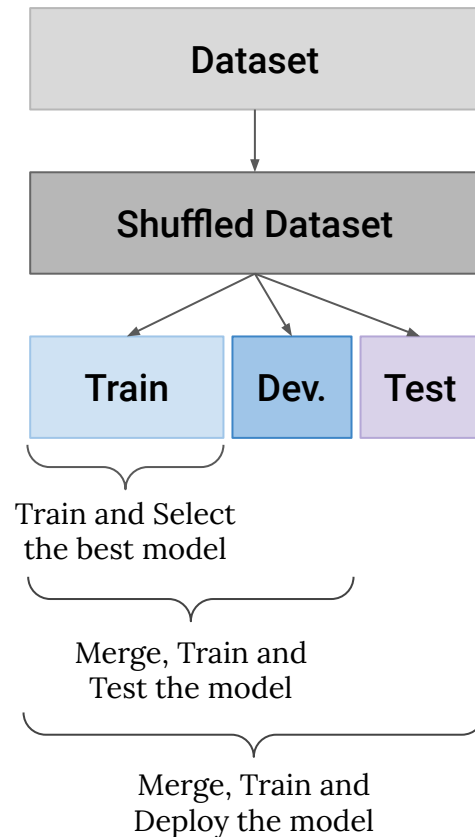 Dataset
Shuffled Dataset
Train
Dev.
Test
Train and Select
the best model
Merge, Train and
Test the model
Merge, Train and
Deploy the model